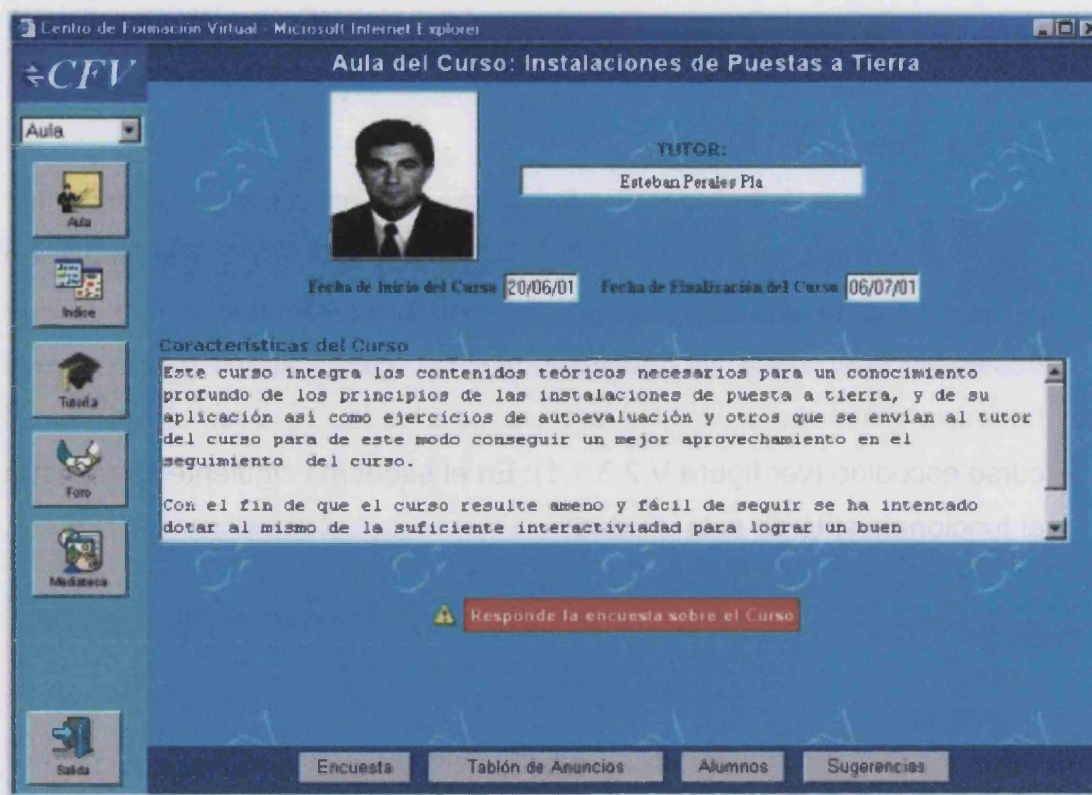 Centro de Formación Virtual - Microsoft Internet Explorer
CFV
Aula del Curso: Instalaciones de Puestas a Tierra
Aula
TUTOR:
Esteban Perales Pla
Aula
Indice
Tutoría
Foro
Mediateca
Salida
Fecha de Inicio del Curso 20/06/01 Fecha de Finalización del Curso 06/07/01
Características del Curso
Este curso integra los contenidos teóricos necesarios para un conocimiento
profundo de los principios de las instalaciones de puesta a tierra, y de su
aplicación así como ejercicios de autoevaluación y otros que se envían al tutor
del curso para de este modo conseguir un mejor aprovechamiento en el
seguimiento del curso.
Con el fin de que el curso resulte ameno y fácil de seguir se ha intentado
dotar al mismo de la suficiente interactividad para lograr un buen
Responde la encuesta sobre el Curso
Encuesta Tablón de Anuncios Alumnos Sugerencias